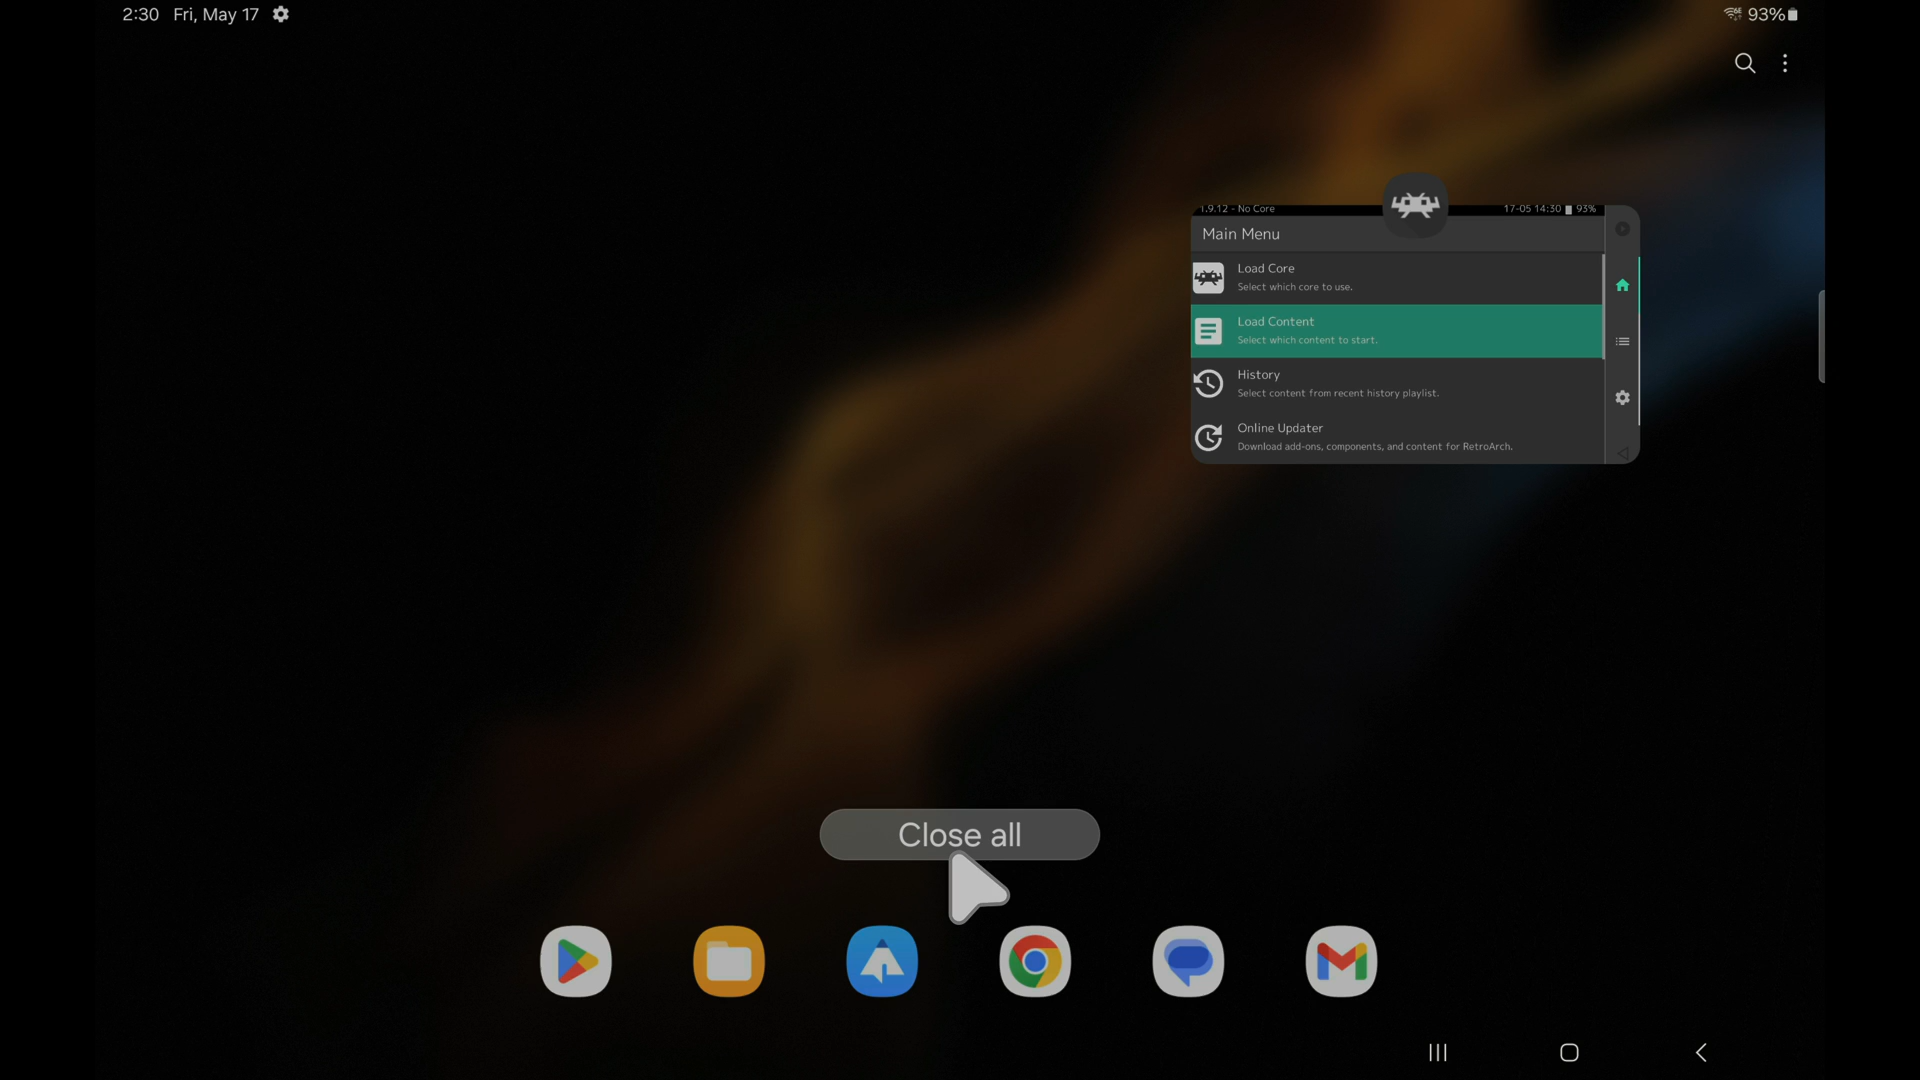 2:30 Fri, May 17
93%
1.9.12 - No Core
17-05 14:30 93%
Main Menu
Load Core
Select which core to use.
Load Content
Select which content to start.
History
Select content from recent history playlist.
Online Updater
Download add-ons, components, and content for RetroArch.
Close all